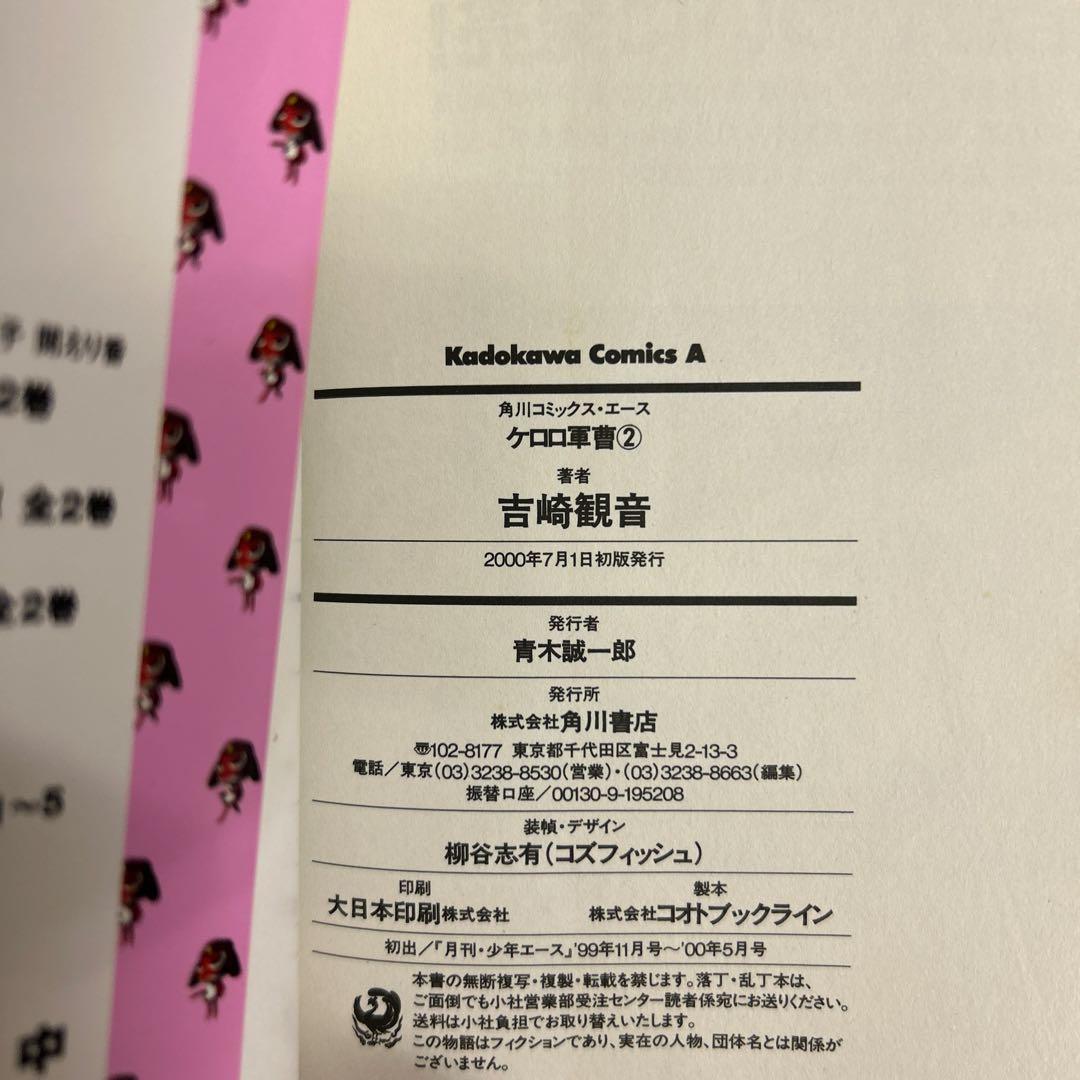 Kadokawa Comics A
角川コミックス・エース
ケロロ軍曹②
著者
吉崎観音
2000年7月1日初版発行
発行者
青木誠一郎
発行所
株式会社角川書店
〒102-8177 東京都千代田区富士見2-13-3
電話／東京(03)3238-8530(営業)・(03)3238-8663(編集)
振替口座／00130-9-195208
装幀・デザイン
柳谷志有(コズフィッシュ)
印刷
大日本印刷株式会社
製本
株式会社コオトブックライン
初出／『月刊・少年エース』'99年11月号〜'00年5月号
本書の無断複写・複製・転載を禁じます。落丁・乱丁本は、
ご面倒でも小社営業部受注センター読者係宛にお送りください。
送料は小社負担でお取り替えいたします。
この物語はフィクションであり、実在の人物、団体名とは関係が
ございません。
2巻
全2巻
全2巻
〜5